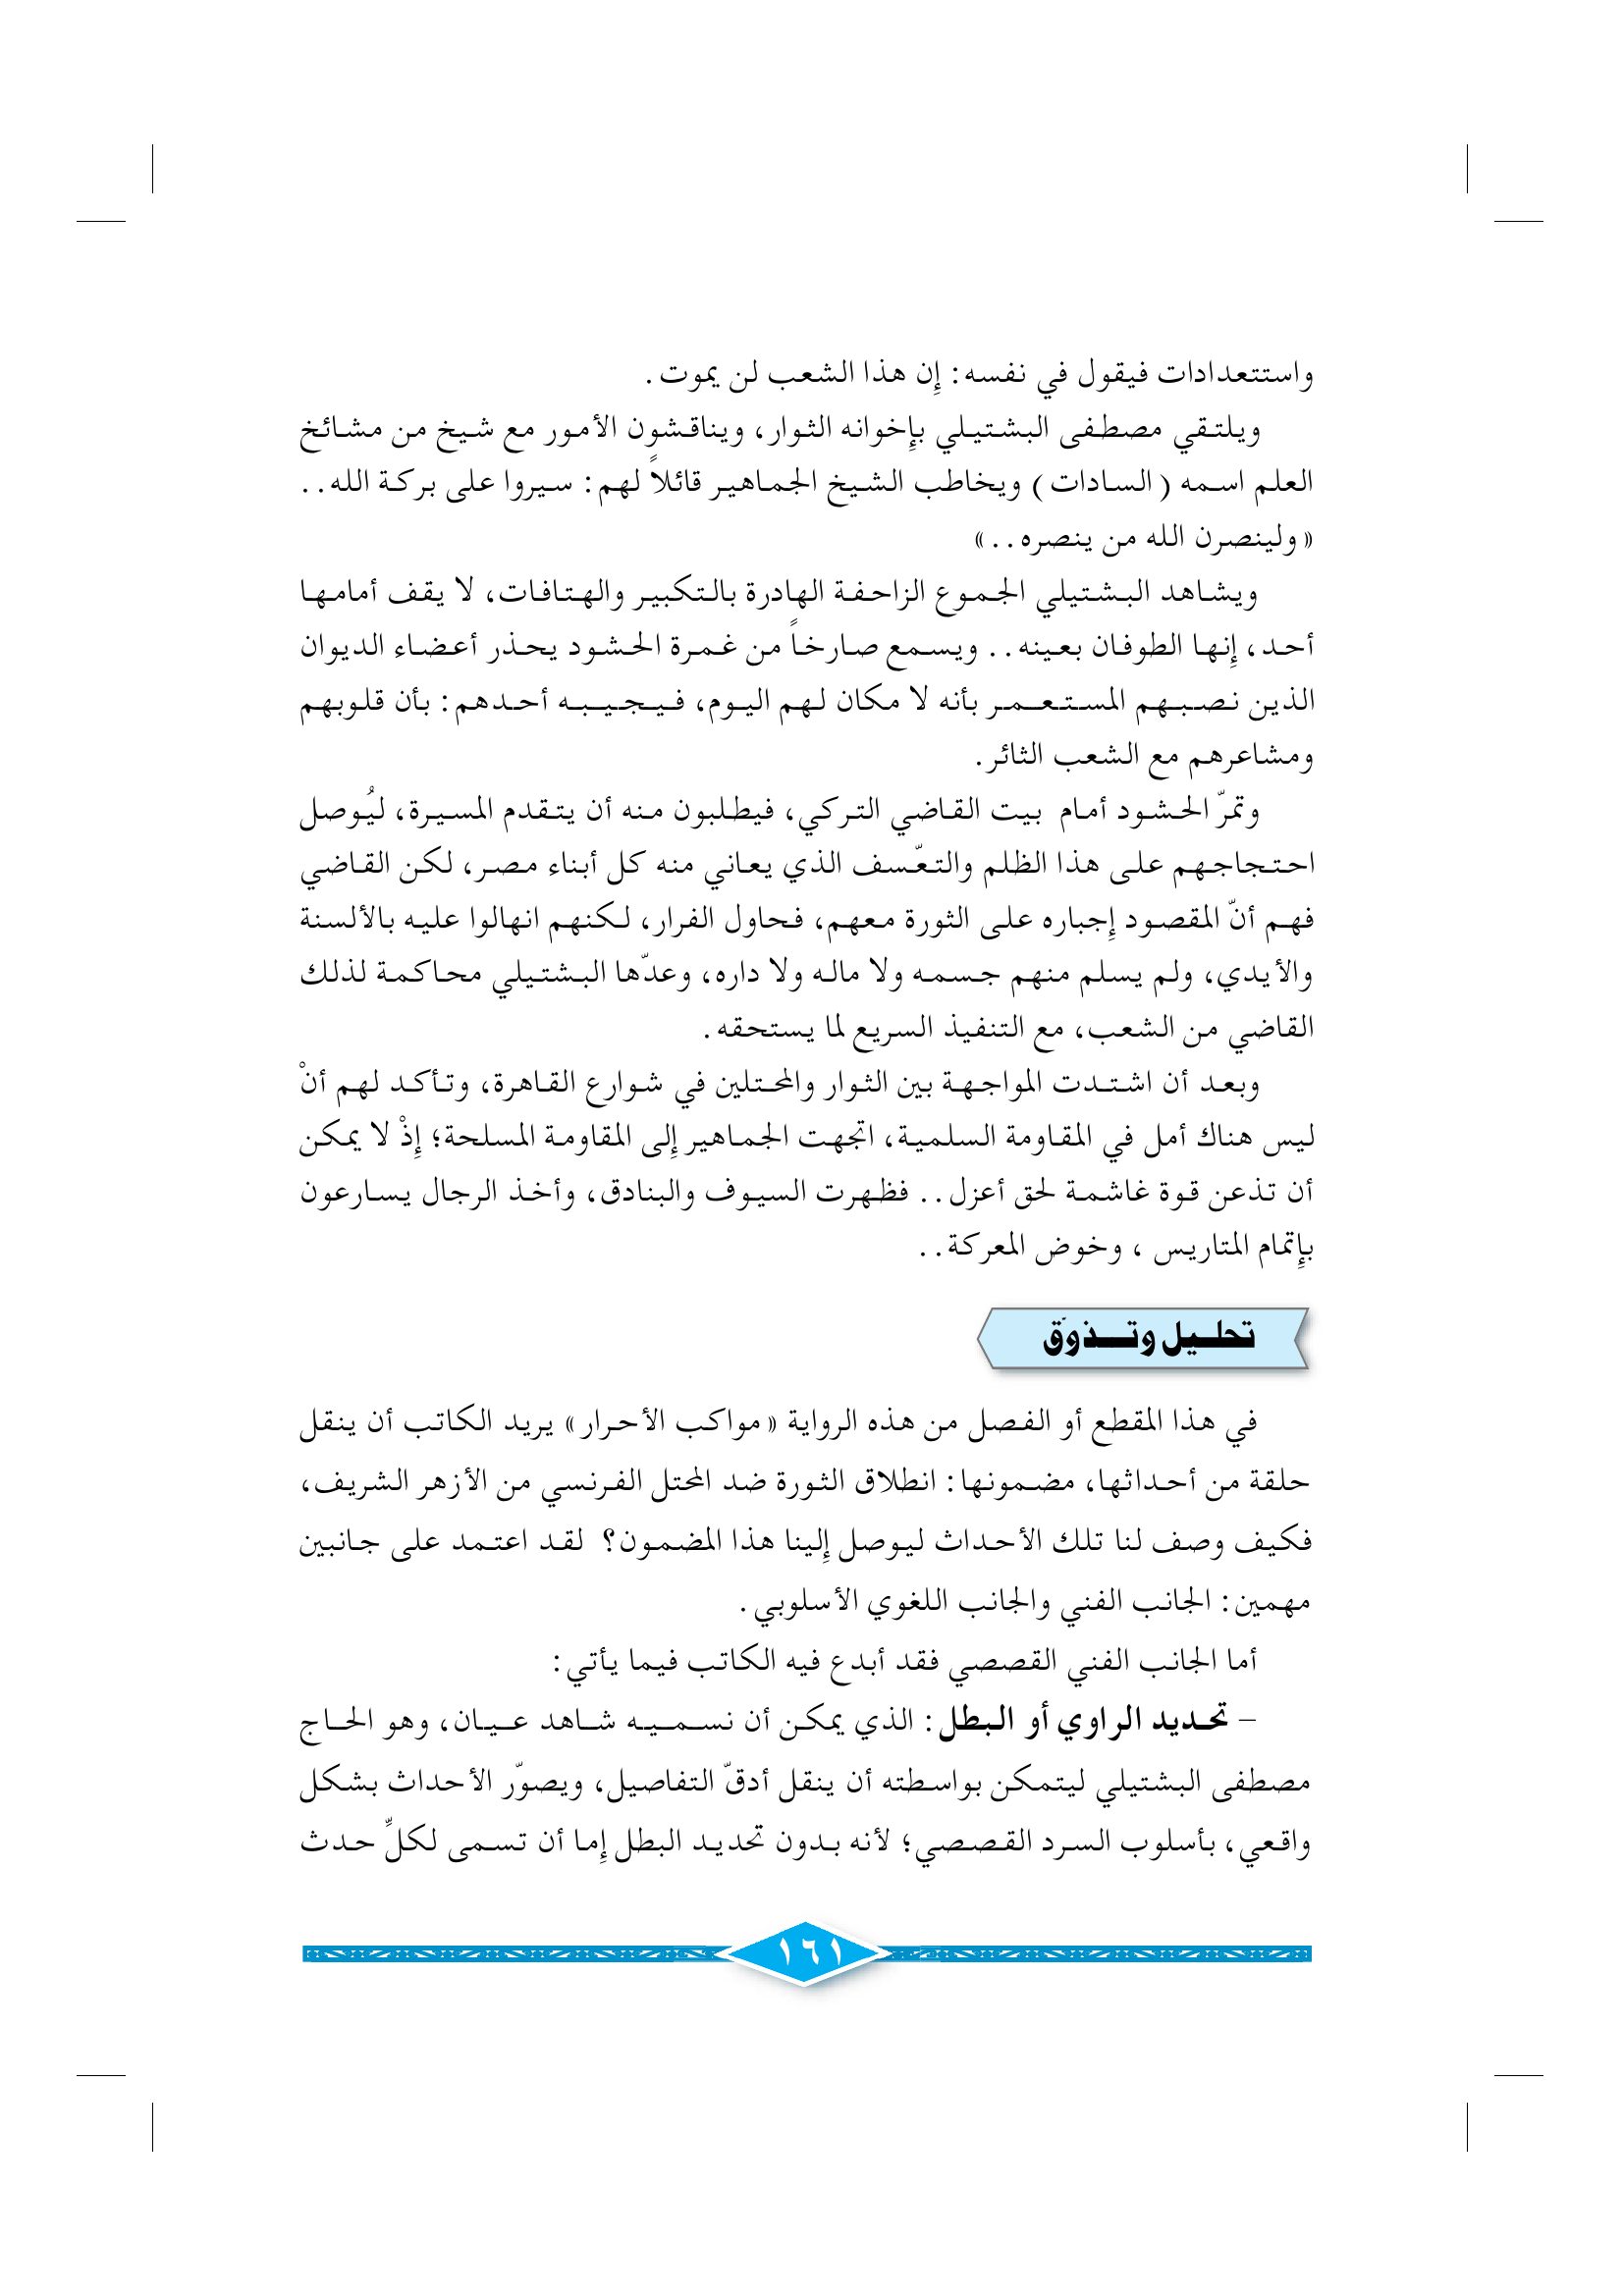 واستتعدادات فيقول في نفسه: إِن هذا الشعب لن يموت.
ويلتقي مصطفى البشتيلي بإِخوانه الثوار، ويناقشون الأمور مع شيخ من مشائخ
العلم اسمه (السادات) ويخاطب الشيخ الجماهير قائلاً لهم: سيروا على بركة الله..
«ولينصرن الله من ينصره..»
ويشاهد البشتيلي الجموع الزاحفة الهادرة بالتكبير والهتافات، لا يقف أمامها
أحد، إِنها الطوفان بعينه.. ويسمع صارخاً من غمرة الحشود يحذر أعضاء الديوان
الذين نصبهم المستعمر بأنه لا مكان لهم اليوم، فيجيبه أحدهم: بأن قلوبهم
ومشاعرهم مع الشعب الثائر.
وتمرّ الحشود أمام بيت القاضي التركي، فيطلبون منه أن يتقدم المسيرة، ليُوصل
احتجاجهم على هذا الظلم والتعّسف الذي يعاني منه كل أبناء مصر، لكن القاضي
فهم أنّ المقصود إِجباره على الثورة معهم، فحاول الفرار، لكنهم انهالوا عليه بالألسنة
والأيدي، ولم يسلم منهم جسمه ولا ماله ولا داره، وعدّها البشتيلي محاكمة لذلك
القاضي من الشعب، مع التنفيذ السريع لما يستحقه.
وبعد أن اشتدت المواجهة بين الثوار والمحتلين في شوارع القاهرة، وتأكد لهم أنْ
ليس هناك أمل في المقاومة السلمية، اتجهت الجماهير إِلى المقاومة المسلحة؛ إِذْ لا يمكن
أن تذعن قوة غاشمة لحق أعزل.. فظهرت السيوف والبنادق، وأخذ الرجال يسارعون
بإِتمام المتاريس ، وخوض المعركة..
تحليل وتذوّق
في هذا المقطع أو الفصل من هذه الرواية «مواكب الأحرار» يريد الكاتب أن ينقل
حلقة من أحداثها، مضمونها: انطلاق الثورة ضد المحتل الفرنسي من الأزهر الشريف،
فكيف وصف لنا تلك الأحداث ليوصل إِلينا هذا المضمون؟ لقد اعتمد على جانبين
مهمين: الجانب الفني والجانب اللغوي الأسلوبي.
أما الجانب الفني القصصي فقد أبدع فيه الكاتب فيما يأتي:
– تحديد الراوي أو البطل: الذي يمكن أن نسميه شاهد عيان، وهو الحاج
مصطفى البشتيلي ليتمكن بواسطته أن ينقل أدقّ التفاصيل، ويصوّر الأحداث بشكل
واقعي، بأسلوب السرد القصصي؛ لأنه بدون تحديد البطل إِما أن تسمى لكلِّ حدث
١٦١